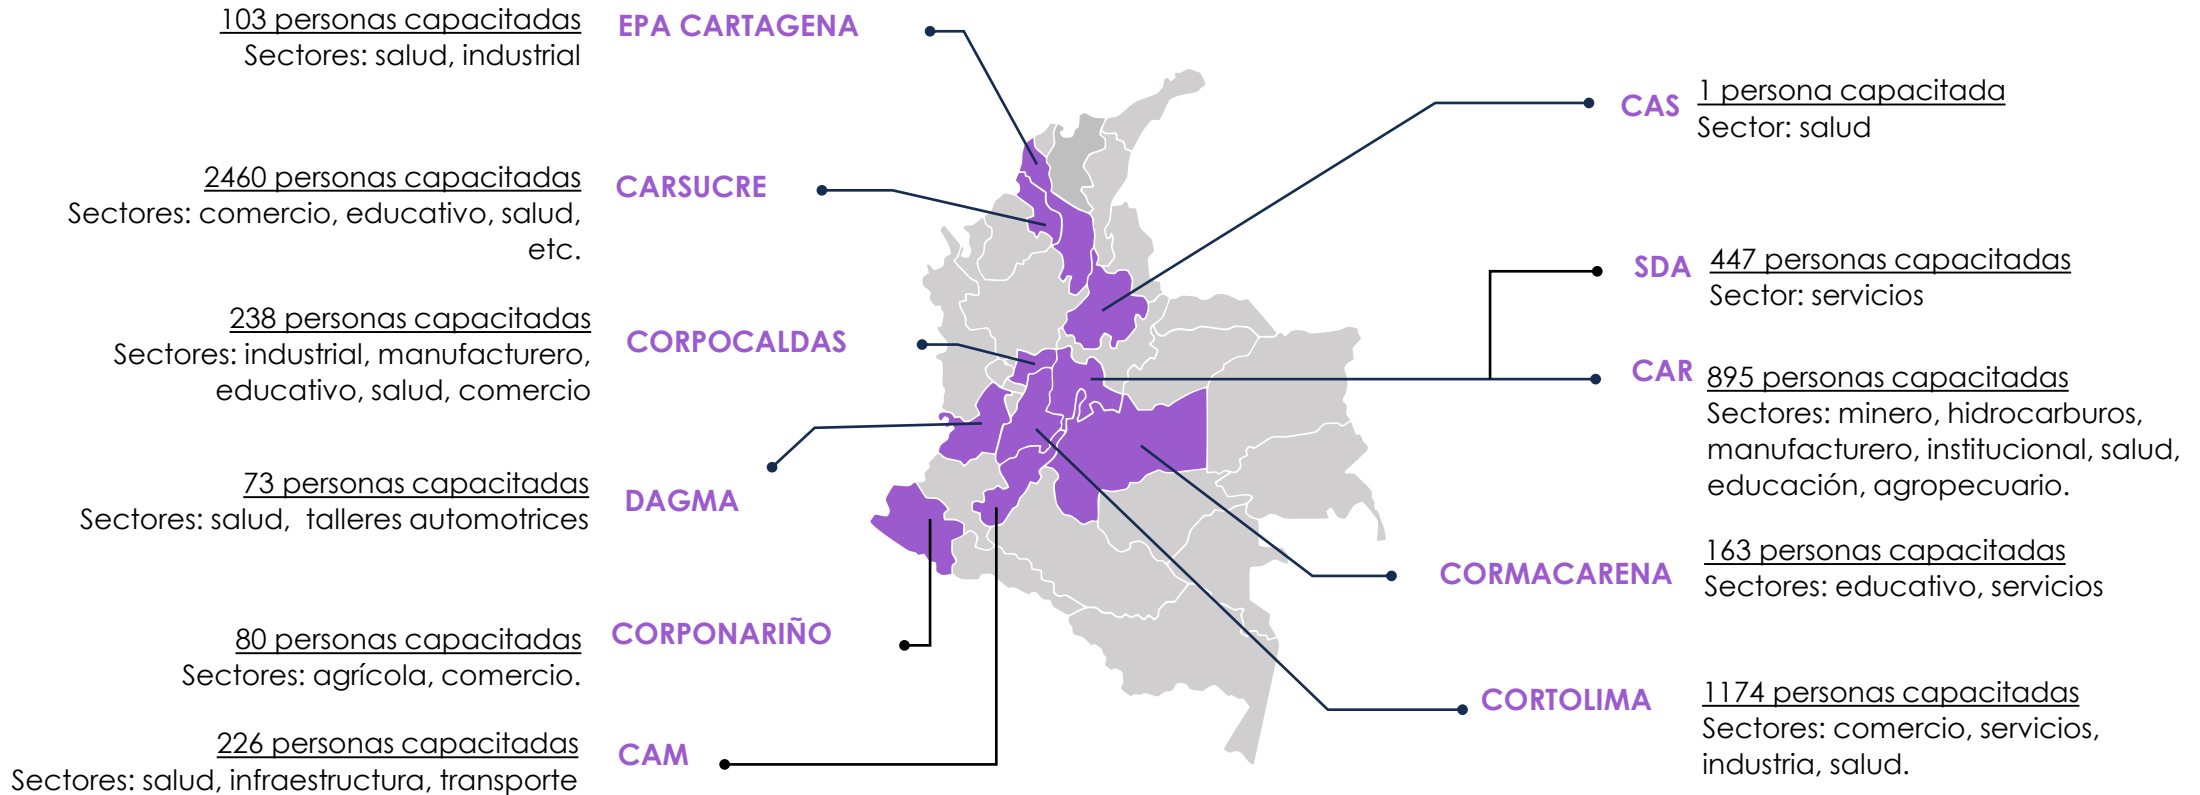 103 personas capacitadas
Sectores: salud, industrial
EPA CARTAGENA
2460 personas capacitadas
Sectores: comercio, educativo, salud,
etc.
CARSUCRE
238 personas capacitadas
Sectores: industrial, manufacturero,
educativo, salud, comercio
CORPOCALDAS
73 personas capacitadas
Sectores: salud,  talleres automotrices
DAGMA
80 personas capacitadas
Sectores: agrícola, comercio.
CORPONARIÑO
226 personas capacitadas
Sectores: salud, infraestructura, transporte
CAM
CAS
1 persona capacitada
Sector: salud
SDA
447 personas capacitadas
Sector: servicios
CAR
895 personas capacitadas
Sectores: minero, hidrocarburos,
manufacturero, institucional, salud,
educación, agropecuario.
CORMACARENA
163 personas capacitadas
Sectores: educativo, servicios
CORTOLIMA
1174 personas capacitadas
Sectores: comercio, servicios,
industria, salud.